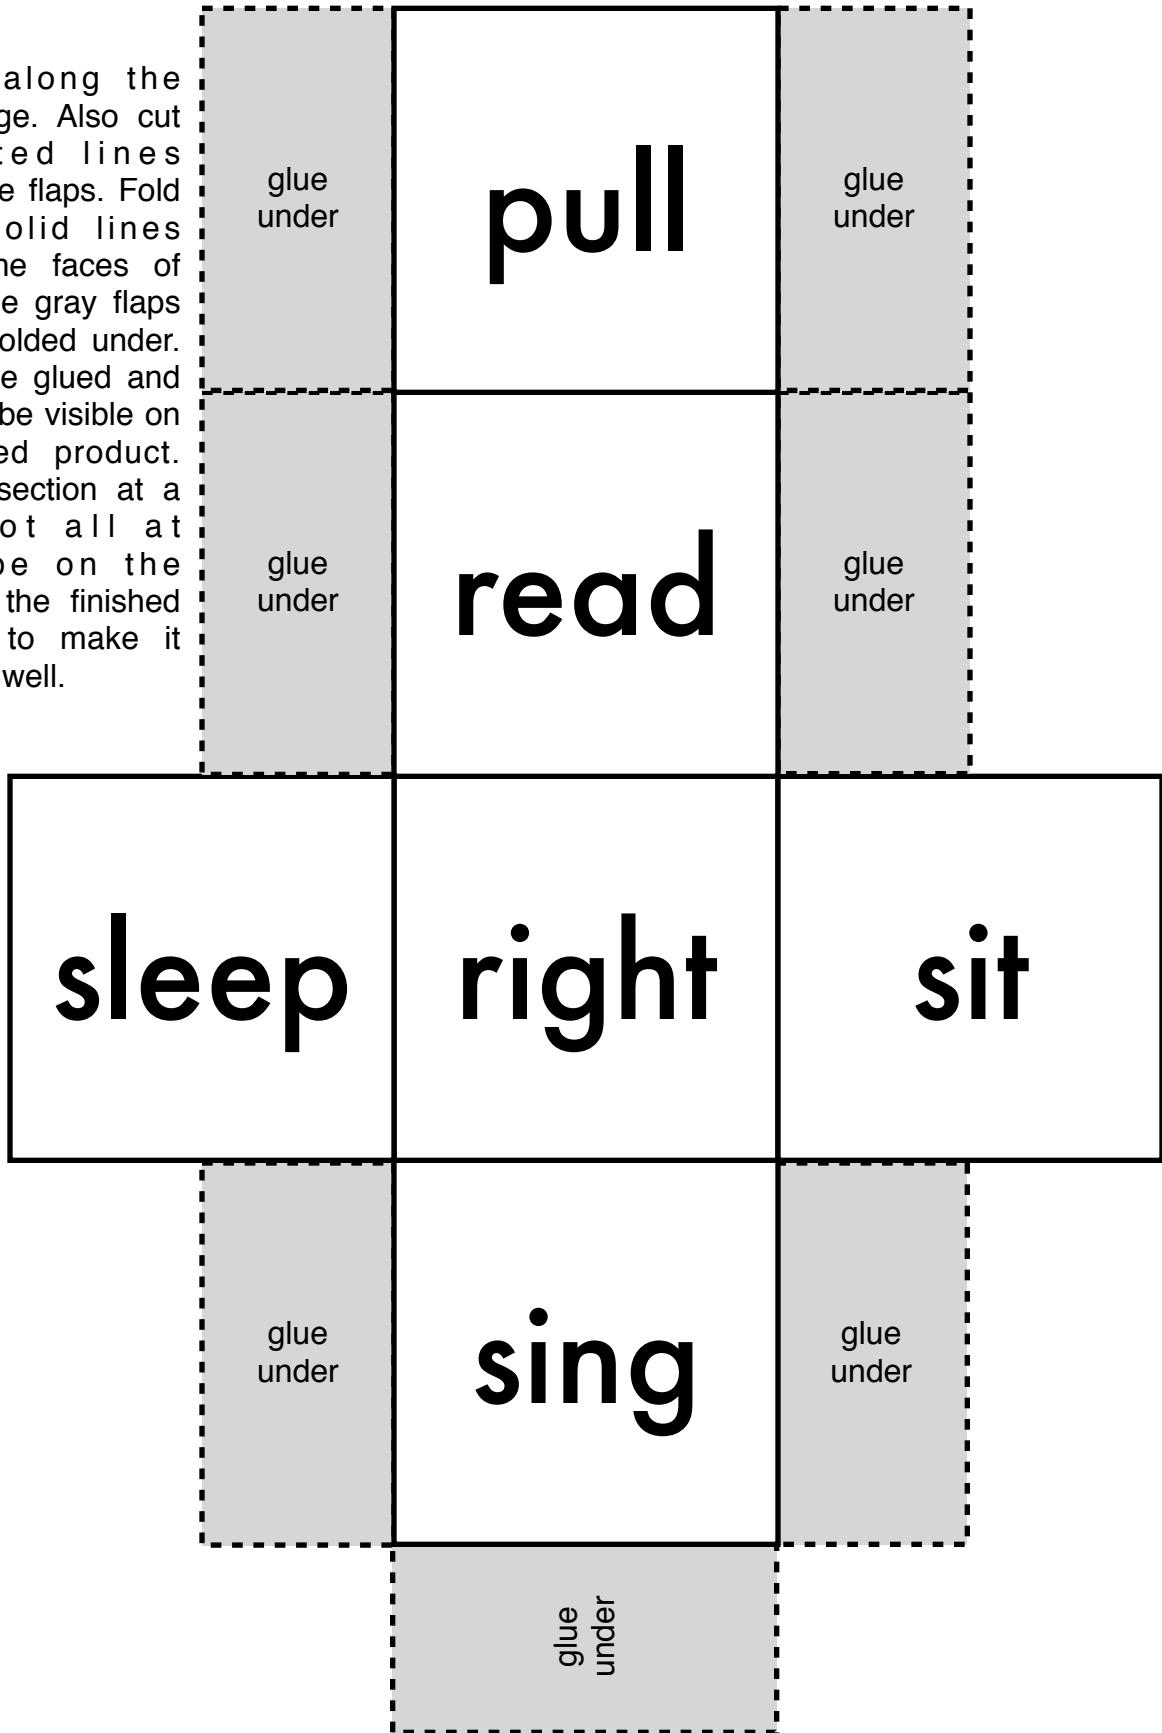 along the
ge. Also cut
ted lines
e flaps. Fold
olid lines
he faces of
e gray flaps
olded under.
e glued and
be visible on
ed product.
section at a
ot all at
pe on the
the finished
to make it
well.
glue
under
pull
glue
under
glue
under
read
glue
under
sleep
right
sit
glue
under
sing
glue
under
glue
under